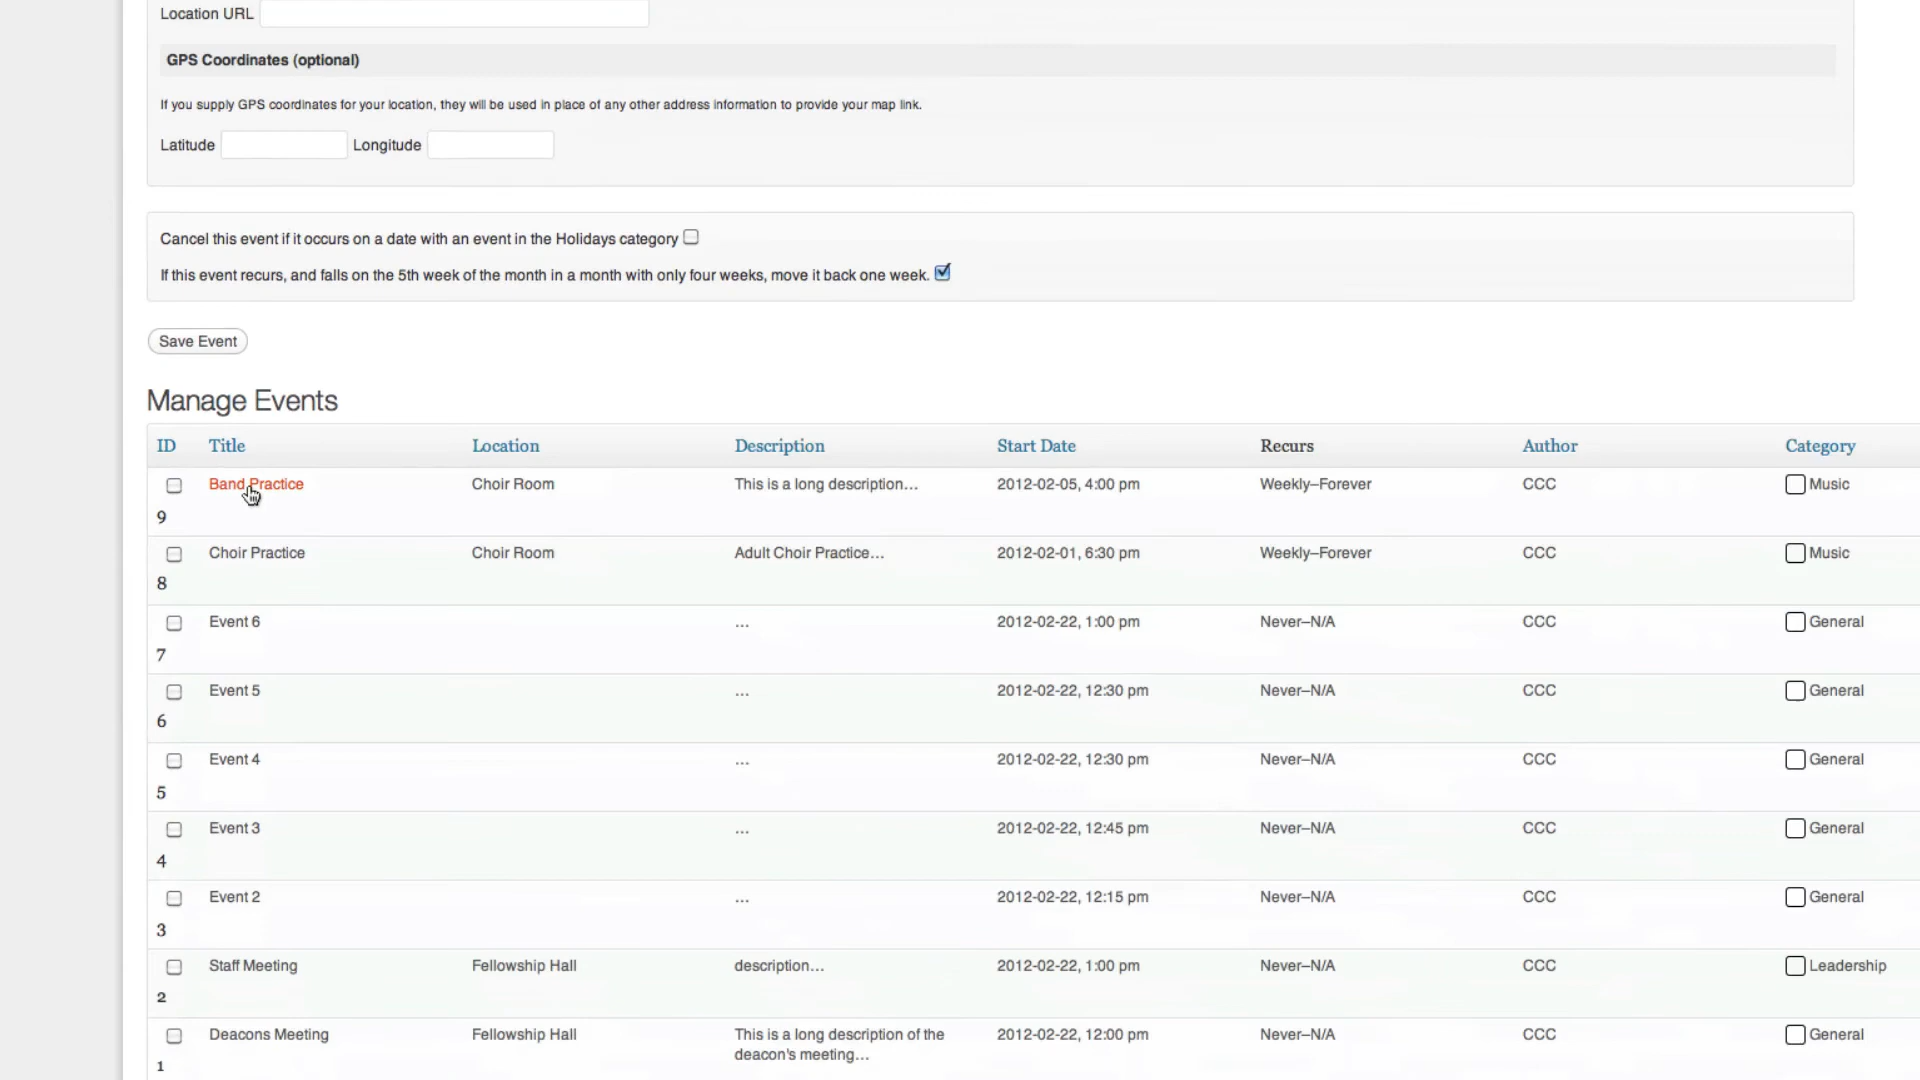 Location URL
GPS Coordinates (optional)
If you supply GPS coordinates for your location, they will be used in place of any other address information to provide your map link.
Latitude Longitude
Cancel this event if it occurs on a date with an event in the Holidays category
If this event recurs, and falls on the 5th week of the month in a month with only four weeks, move it back one week.
Save Event
Manage Events
ID Title Location Description Start Date Recurs Author Category
Band Practice Choir Room This is a long description... 2012-02-05, 4:00 pm Weekly–Forever CCC Music
9
Choir Practice Choir Room Adult Choir Practice... 2012-02-01, 6:30 pm Weekly–Forever CCC Music
8
Event 6 ... 2012-02-22, 1:00 pm Never–N/A CCC General
7
Event 5 ... 2012-02-22, 12:30 pm Never–N/A CCC General
6
Event 4 ... 2012-02-22, 12:30 pm Never–N/A CCC General
5
Event 3 ... 2012-02-22, 12:45 pm Never–N/A CCC General
4
Event 2 ... 2012-02-22, 12:15 pm Never–N/A CCC General
3
Staff Meeting Fellowship Hall description... 2012-02-22, 1:00 pm Never–N/A CCC Leadership
2
Deacons Meeting Fellowship Hall This is a long description of the 2012-02-22, 12:00 pm Never–N/A CCC General
deacon's meeting...
1